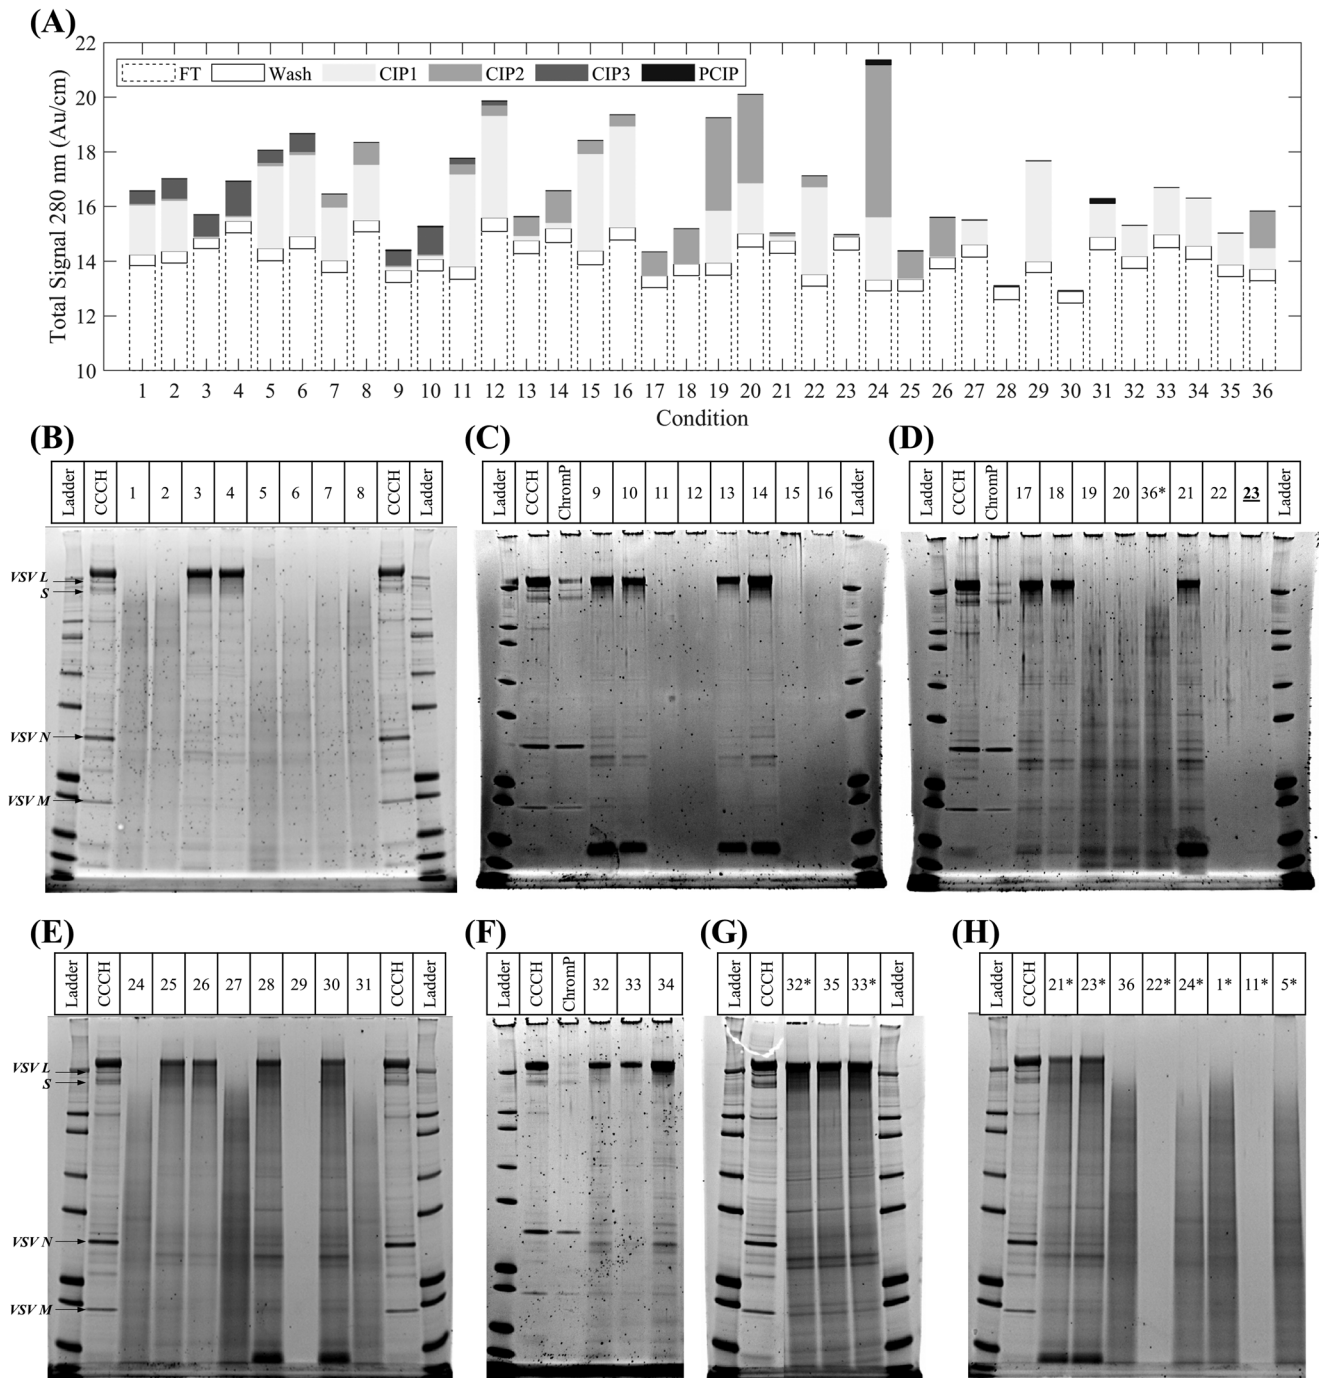 (A)
Total Signal 280 nm (Au/cm)
22
20
18
16
14
12
10
FT Wash CIP1 CIP2 CIP3 PCIP
1 2 3 4 5 6 7 8 9 10 11 12 13 14 15 16 17 18 19 20 21 22 23 24 25 26 27 28 29 30 31 32 33 34 35 36
Condition
(B)
Ladder CCCH 1 2 3 4 5 6 7 8 CCCH Ladder
VSV L
S
VSV N
VSV M
(C)
Ladder CCCH ChromP 9 10 11 12 13 14 15 16 Ladder
(D)
Ladder CCCH ChromP 17 18 19 20 36* 21 22 23 Ladder
(E)
Ladder CCCH 24 25 26 27 28 29 30 31 CCCH Ladder
VSV L
S
VSV N
VSV M
(F)
Ladder CCCH ChromP 32 33 34
(G)
Ladder CCCH 32* 35 33* Ladder
(H)
Ladder CCCH 21* 23* 36 22* 24* 1* 11* 5*